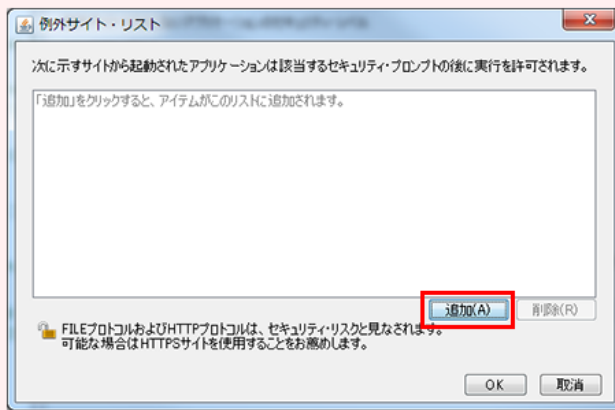 例外サイト・リスト
次に示すサイトから起動されたアプリケーションは該当するセキュリティ・プロンプトの後に実行を許可されます。
「追加」をクリックすると、アイテムがこのリストに追加されます。
追加(A) 削除(R)
FILEプロトコルおよびHTTPプロトコルは、セキュリティ・リスクと見なされます。
可能な場合はHTTPSサイトを使用することをお薦めします。
OK 取消